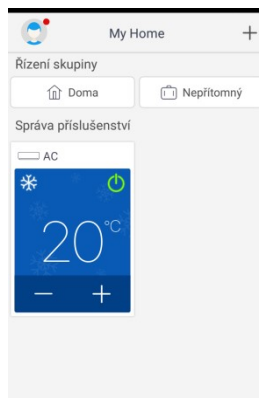 My Home +
Řízení skupiny
Doma
Nepřítomný
Správa příslušenství
AC
20°C
— +